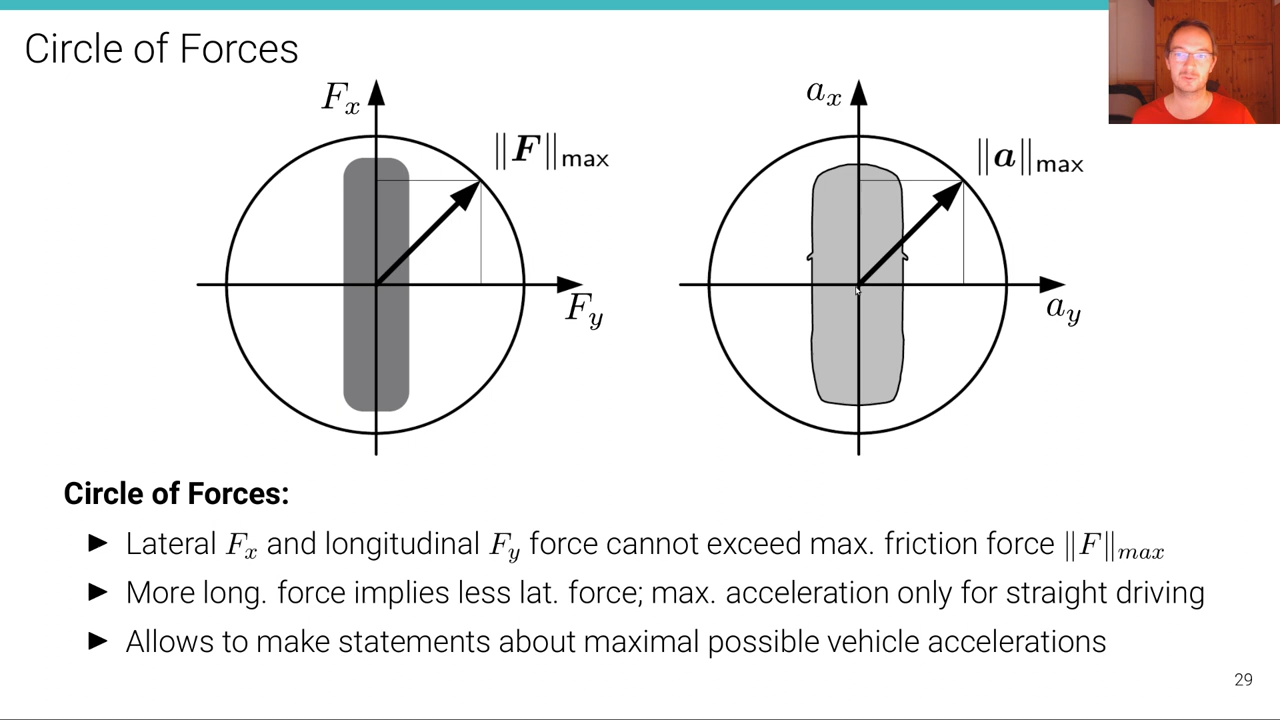 Circle of Forces
F_x
‖F‖_max
F_y
a_x
‖a‖_max
a_y
Circle of Forces:
► Lateral F_x and longitudinal F_y force cannot exceed max. friction force ‖F‖_max
► More long. force implies less lat. force; max. acceleration only for straight driving
► Allows to make statements about maximal possible vehicle accelerations
29